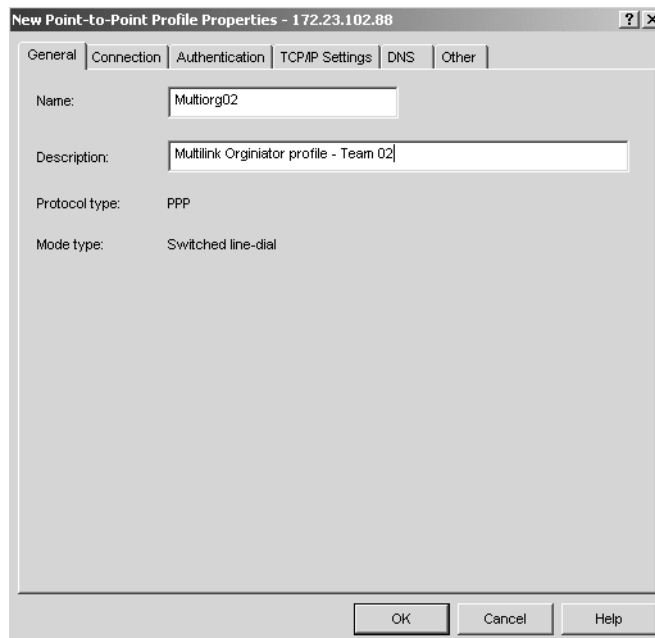 New Point-to-Point Profile Properties - 172.23.102.88
General Connection Authentication TCP/IP Settings DNS Other
Name: Multiorg02
Description: Multilink Orginiator profile - Team 02
Protocol type: PPP
Mode type: Switched line-dial
OK Cancel Help